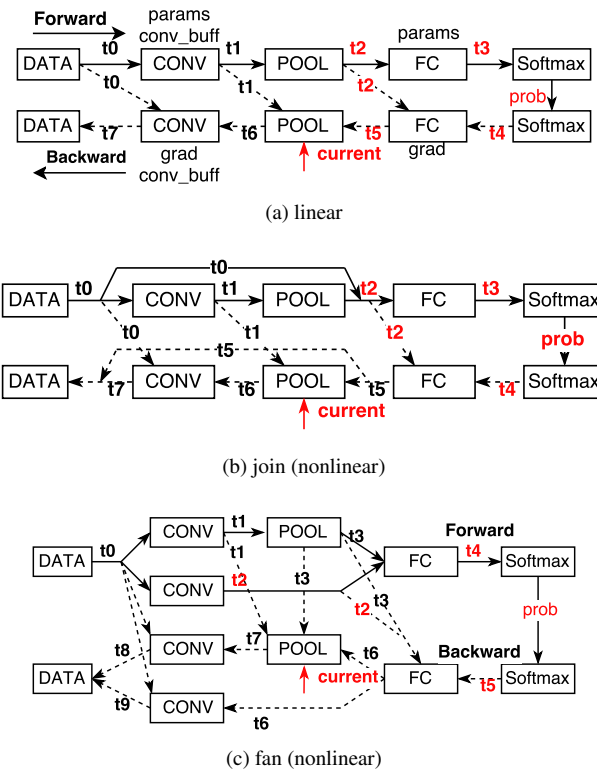 params
Forward conv_buff params
t0 t1 t2 t3
DATA CONV POOL FC Softmax
t0 t1 t2 prob
DATA CONV POOL FC Softmax
t7 t6 t5 t4
Backward grad current grad
conv_buff
(a) linear
t0
t0 t1 t2 t3
DATA CONV POOL FC Softmax
t0 t1 t2 prob
t5
DATA CONV POOL FC Softmax
t7 t6 t5 t4
current
(b) join (nonlinear)
t1
CONV POOL t3 Forward
t0 t1 t4
DATA FC Softmax
t2 t3
CONV t3
t2 prob
t8 t7 t6
CONV POOL Backward
DATA current FC Softmax
t9 t5
CONV t6
(c) fan (nonlinear)